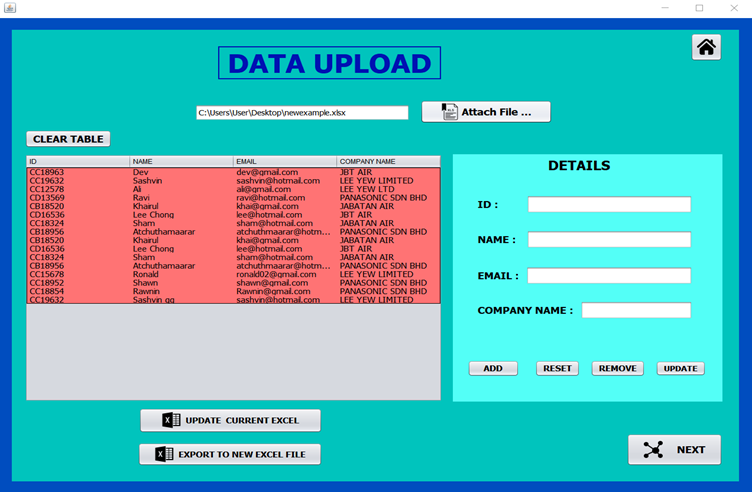 DATA UPLOAD
C:\Users\User\Desktop\newexample.xlsx
Attach File ...
CLEAR TABLE
ID NAME EMAIL COMPANY NAME
CC18963 Dev dev@gmail.com JBT AIR
CC19632 Sashvin sashvin@hotmail.com LEE YEW LIMITED
CC12578 Ali ali@gmail.com LEE YEW LTD
CD13569 Ravi ravi@hotmail.com PANASONIC SDN BHD
CB18520 Khairul khai@gmail.com JABATAN AIR
CD16536 Lee Chong lee@hotmail.com JBT AIR
CC18324 Sham sham@hotmail.com JABATAN AIR
CB18956 Atchuthamaarar atchuthmaarar@hotm... PANASONIC SDN BHD
CB18520 Khairul khai@gmail.com JABATAN AIR
CD16536 Lee Chong lee@hotmail.com JBT AIR
CC18324 Sham sham@hotmail.com JABATAN AIR
CB18956 Atchuthamaarar atchuthmaarar@hotm... PANASONIC SDN BHD
CC15678 Ronald ronald02@gmail.com LEE YEW LIMITED
CC18952 Shawn shawn@gmail.com PANASONIC SDN BHD
CC18854 Rawnin Rawnin@gmail.com PANASONIC SDN BHD
CC19632 Sashvin gg sashvin@hotmail.com LEE YEW LIMITED
DETAILS
ID :
NAME :
EMAIL :
COMPANY NAME :
ADD RESET REMOVE UPDATE
UPDATE CURRENT EXCEL
EXPORT TO NEW EXCEL FILE
NEXT